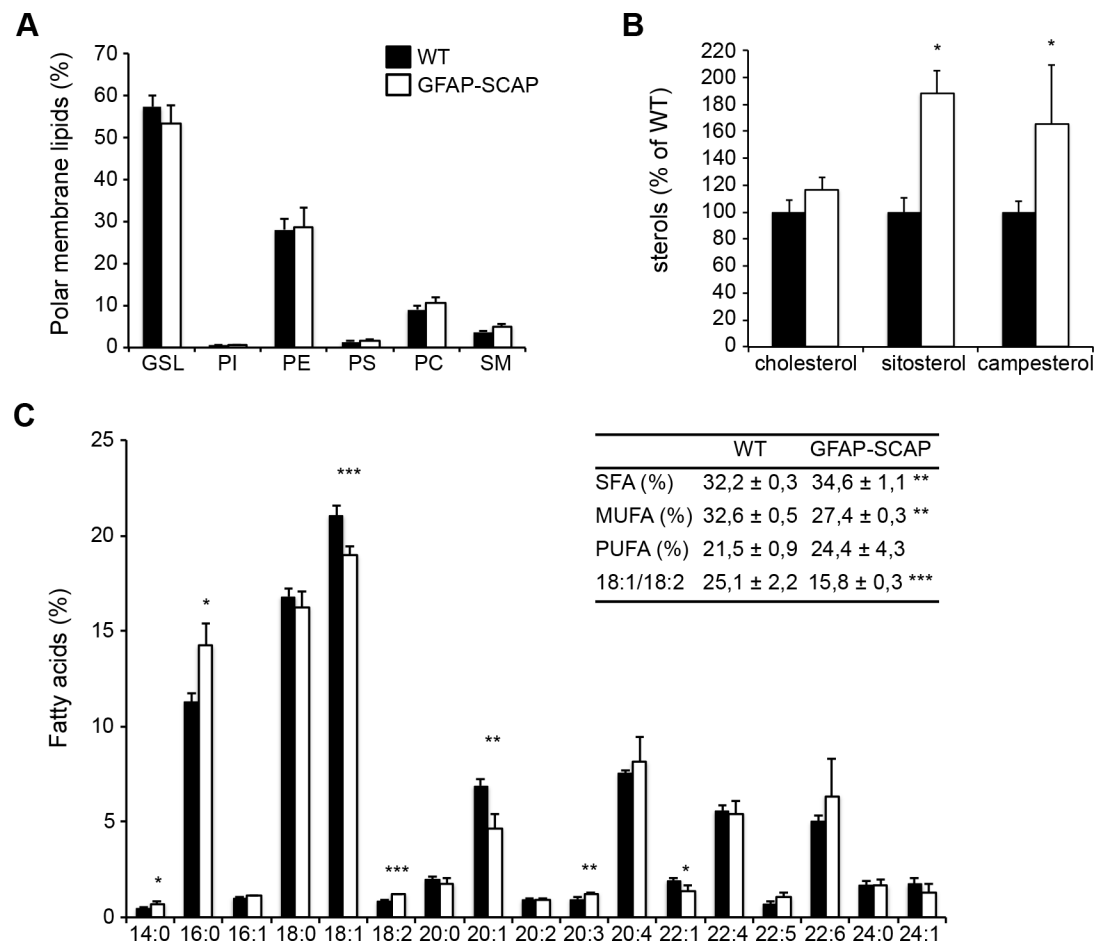 A
Polar membrane lipids (%)
70
60
50
40
30
20
10
0
WT
GFAP-SCAP
GSL PI PE PS PC SM
B
sterols (% of WT)
220
200
180
160
140
120
100
80
60
40
20
0
* *
cholesterol sitosterol campesterol
C
Fatty acids (%)
25
20
15
10
5
0
* * *** *** ** ** *
WT GFAP-SCAP
SFA (%) 32,2 ± 0,3 34,6 ± 1,1 **
MUFA (%) 32,6 ± 0,5 27,4 ± 0,3 **
PUFA (%) 21,5 ± 0,9 24,4 ± 4,3
18:1/18:2 25,1 ± 2,2 15,8 ± 0,3 ***
14:0 16:0 16:1 18:0 18:1 18:2 20:0 20:1 20:2 20:3 20:4 22:1 22:4 22:5 22:6 24:0 24:1